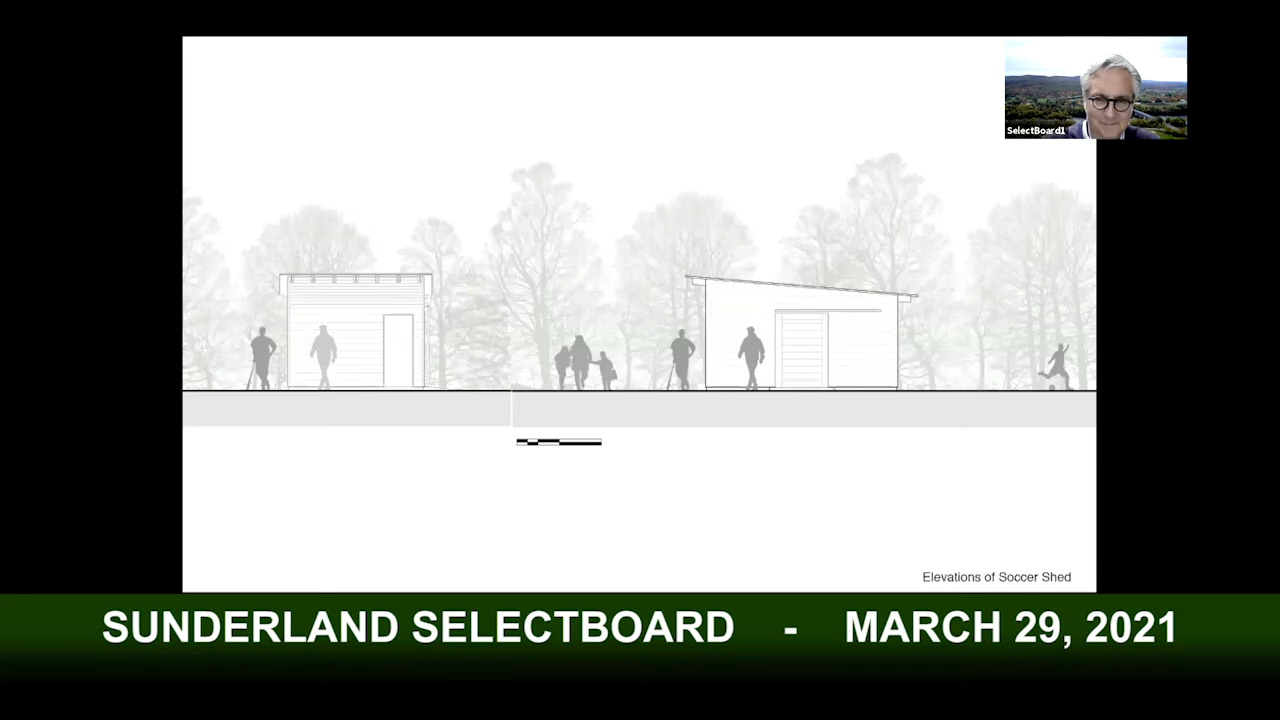 SelectBoard1
Elevations of Soccer Shed
SUNDERLAND SELECTBOARD - MARCH 29, 2021